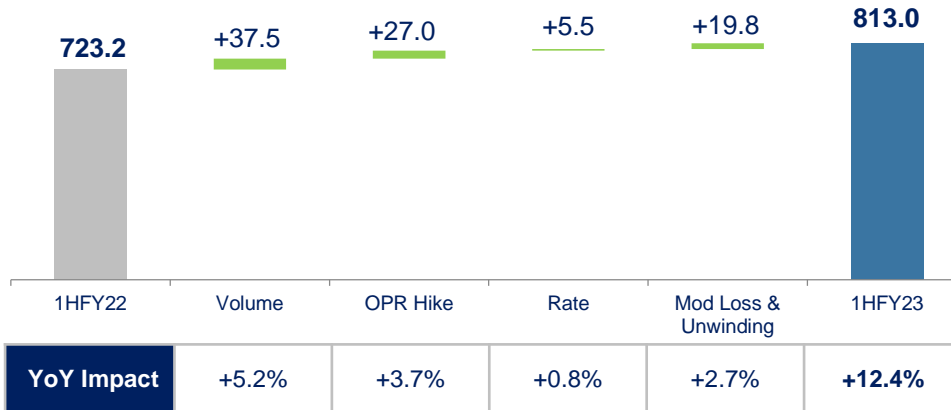 723.2
+37.5
+27.0
+5.5
+19.8
813.0
1HFY22
Volume
OPR Hike
Rate
Mod Loss &
Unwinding
1HFY23
YoY Impact
+5.2%
+3.7%
+0.8%
+2.7%
+12.4%